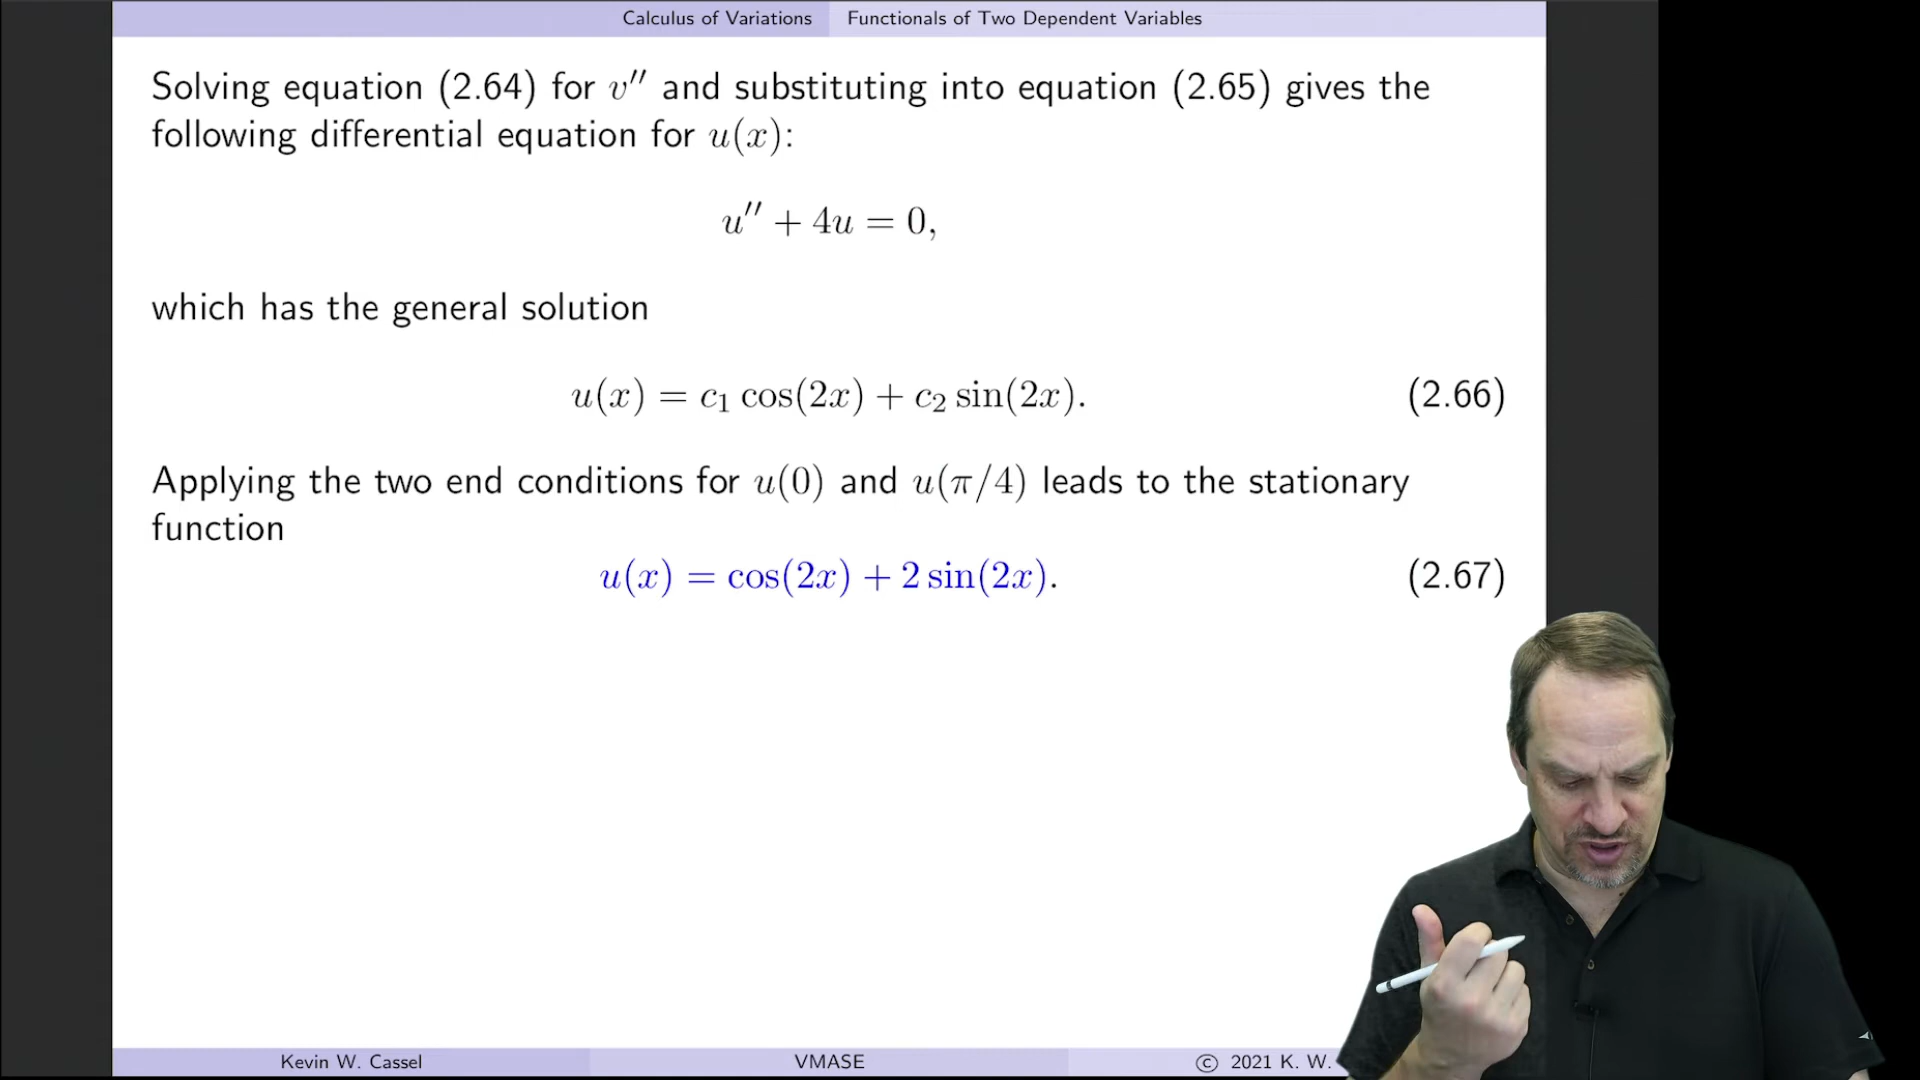 Calculus of Variations Functionals of Two Dependent Variables
Solving equation (2.64) for v′′ and substituting into equation (2.65) gives the
following differential equation for u(x):
u′′ + 4u = 0,
which has the general solution
u(x) = c₁ cos(2x) + c₂ sin(2x). (2.66)
Applying the two end conditions for u(0) and u(π/4) leads to the stationary
function
u(x) = cos(2x) + 2 sin(2x). (2.67)
Kevin W. Cassel VMASE © 2021 K. W.